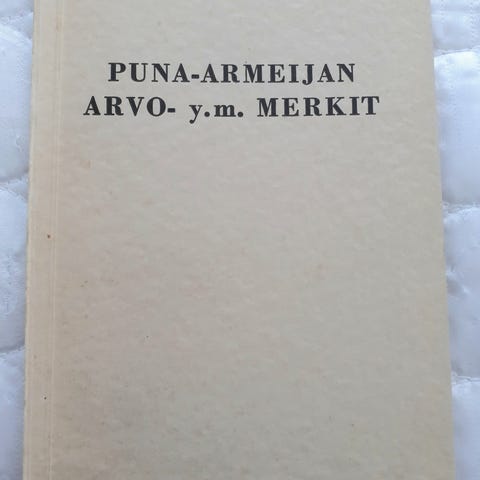 PUNA-ARMEIJAN
ARVO- y.m. MERKIT